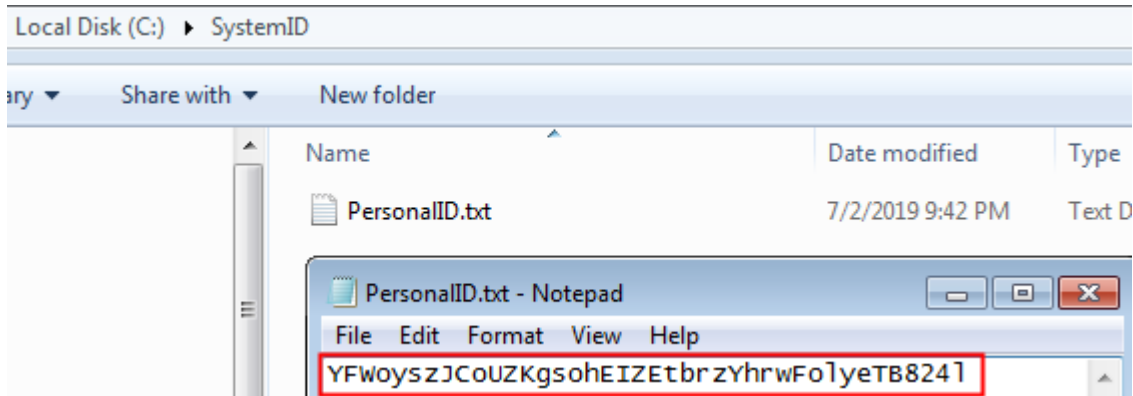 Local Disk (C:) ▸ SystemID
ary ▾ Share with ▾ New folder
Name Date modified Type
PersonalID.txt 7/2/2019 9:42 PM Text D
PersonalID.txt - Notepad
File Edit Format View Help
YFWoyszJCoUZKgsohEIZEtbrzYhrwFolyeTB824l